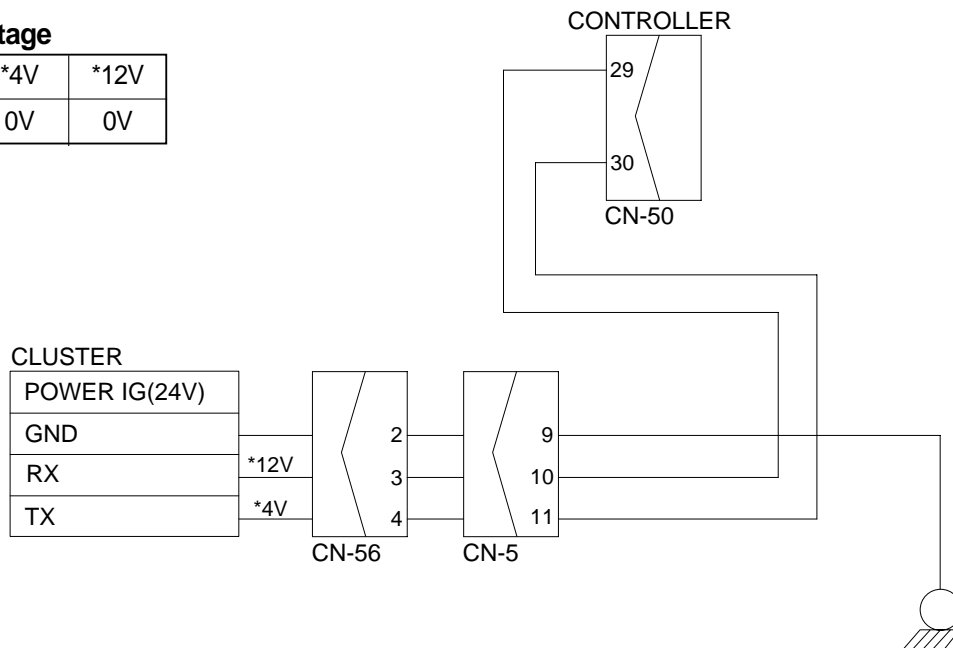 CONTROLLER
tage
*4V *12V
0V 0V
29
30
CN-50
CLUSTER
POWER IG(24V)
GND 2 9
RX *12V 3 10
TX *4V 4 11
CN-56 CN-5